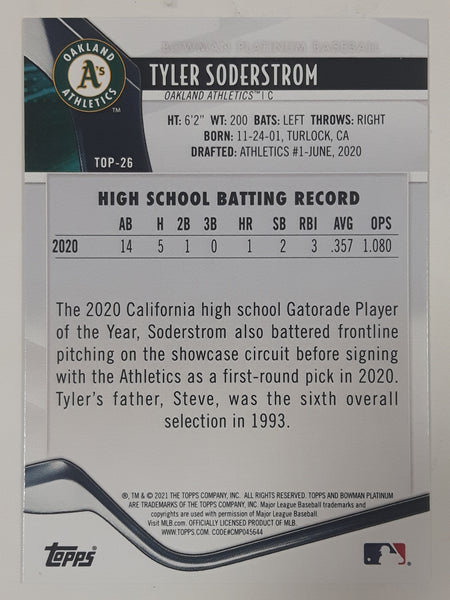 BOWMAN PLATINUM BASEBALL
OAKLAND
A's
ATHLETICS
™
TYLER SODERSTROM
OAKLAND ATHLETICS™ | C
HT: 6'2" WT: 200 BATS: LEFT THROWS: RIGHT
BORN: 11-24-01, TURLOCK, CA
DRAFTED: ATHLETICS #1-JUNE, 2020
TOP-26
HIGH SCHOOL BATTING RECORD
AB H 2B 3B HR SB RBI AVG OPS
2020 14 5 1 0 1 2 3 .357 1.080
The 2020 California high school Gatorade Player
of the Year, Soderstrom also battered frontline
pitching on the showcase circuit before signing
with the Athletics as a first-round pick in 2020.
Tyler's father, Steve, was the sixth overall
selection in 1993.
®, TM & © 2021 THE TOPPS COMPANY, INC. ALL RIGHTS RESERVED. TOPPS AND BOWMAN PLATINUM
ARE TRADEMARKS OF THE TOPPS COMPANY, INC. Major League Baseball trademarks and
copyrights are used with permission of Major League Baseball.
Visit MLB.com. OFFICIALLY LICENSED PRODUCT OF MLB.
WWW.TOPPS.COM. CODE#CMP045644
Topps